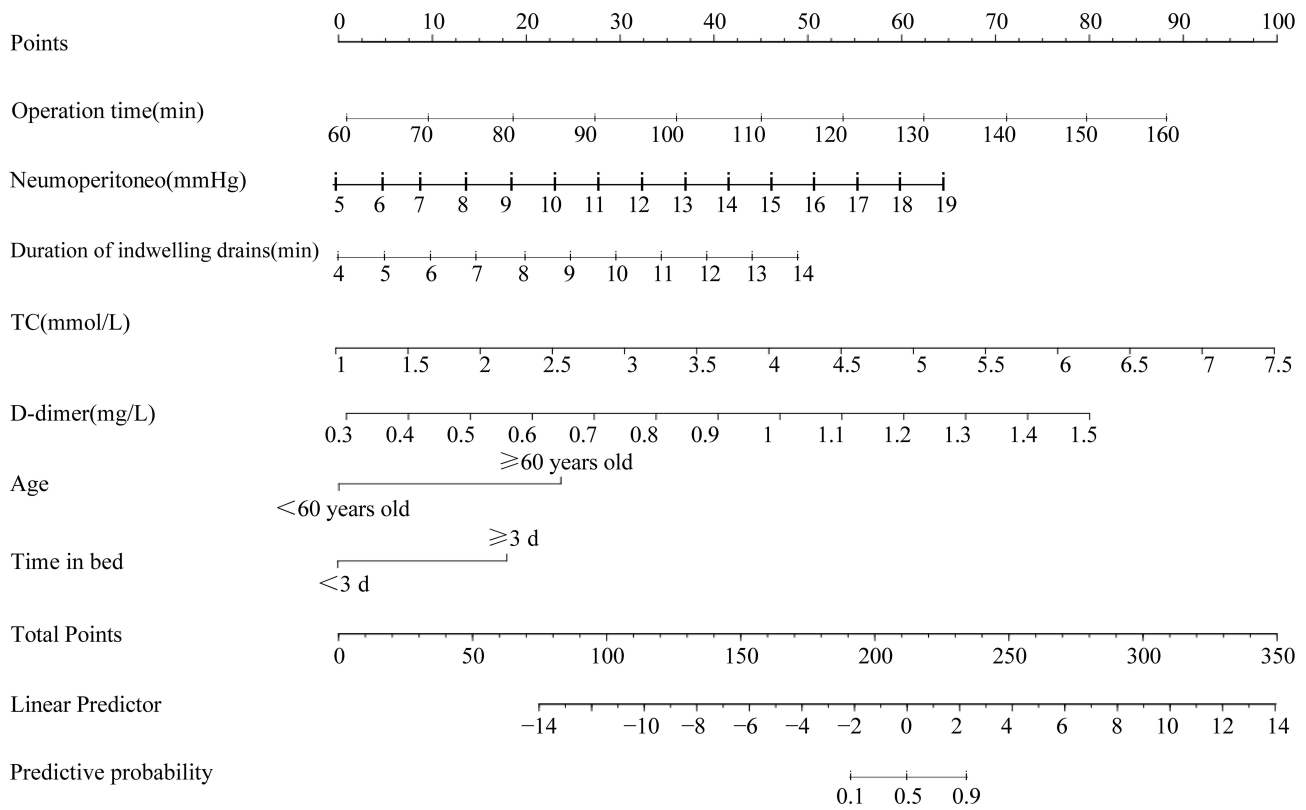 0 10 20 30 40 50 60 70 80 90 100
Points
Operation time(min)
60 70 80 90 100 110 120 130 140 150 160
Neumoperitoneo(mmHg)
5 6 7 8 9 10 11 12 13 14 15 16 17 18 19
Duration of indwelling drains(min)
4 5 6 7 8 9 10 11 12 13 14
TC(mmol/L)
1 1.5 2 2.5 3 3.5 4 4.5 5 5.5 6 6.5 7 7.5
D-dimer(mg/L)
0.3 0.4 0.5 0.6 0.7 0.8 0.9 1 1.1 1.2 1.3 1.4 1.5
⩾60 years old
Age
<60 years old
⩾3 d
Time in bed
<3 d
Total Points
0 50 100 150 200 250 300 350
Linear Predictor
−14 −10 −8 −6 −4 −2 0 2 4 6 8 10 12 14
Predictive probability
0.1 0.5 0.9